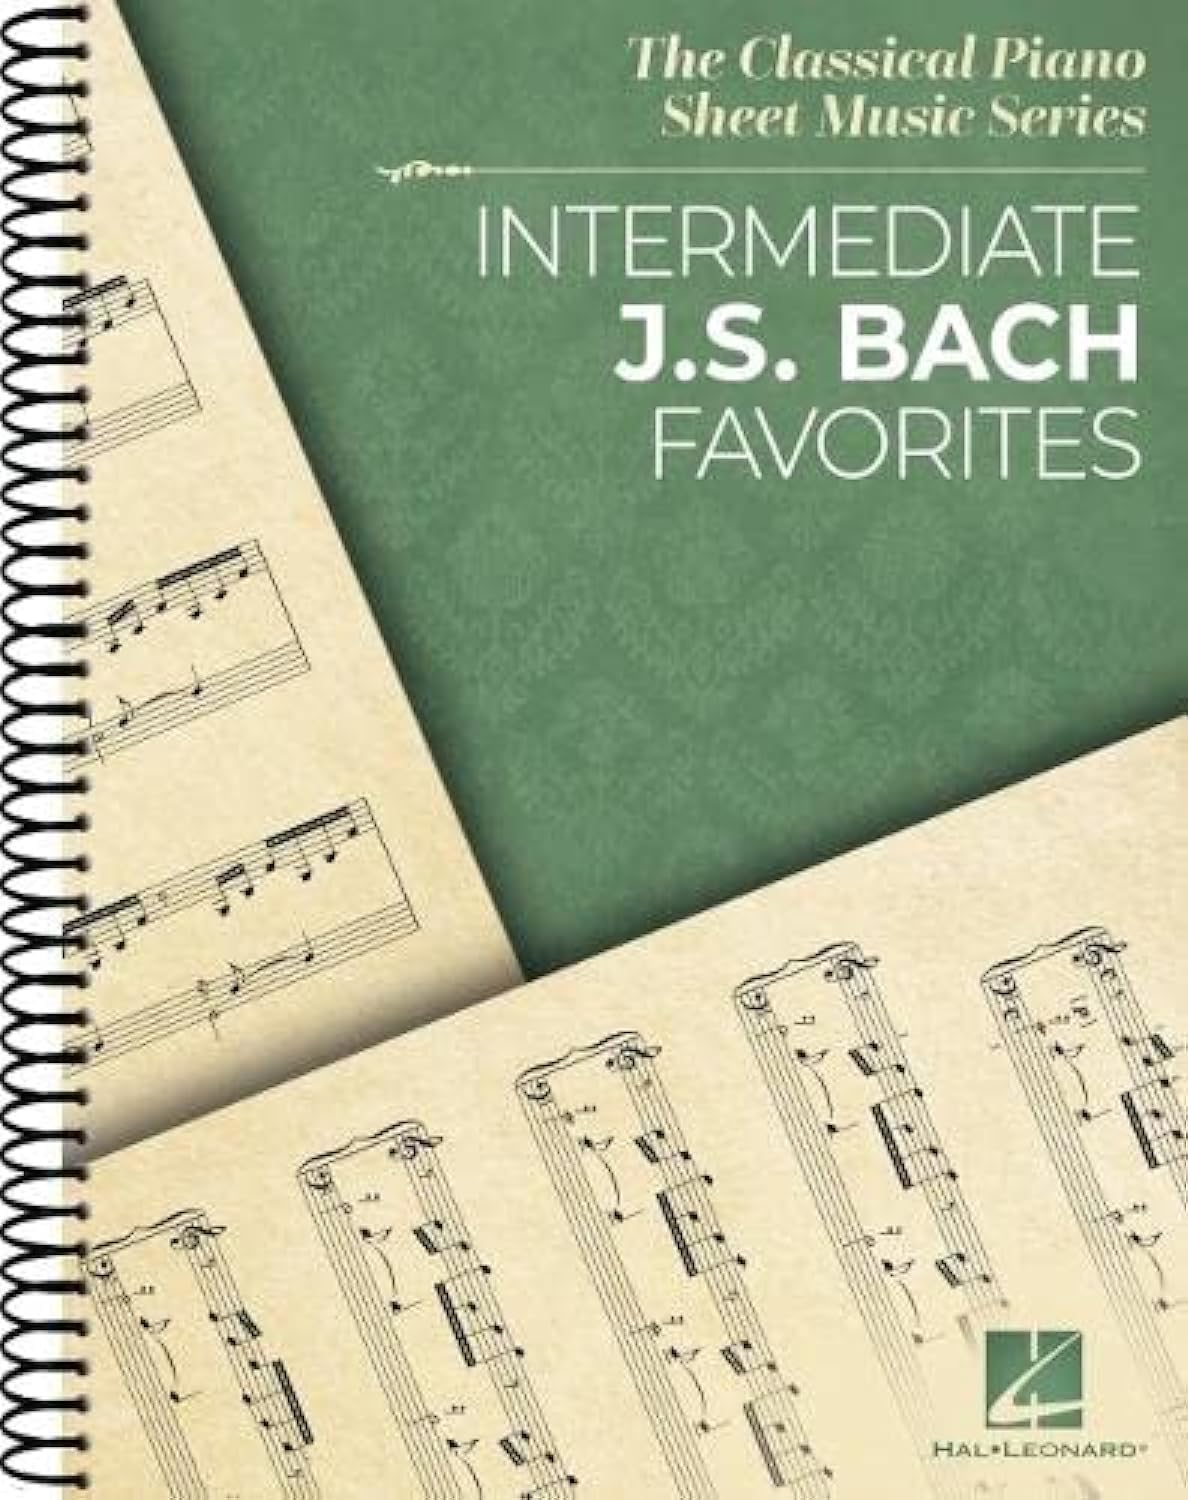 The Classical Piano
Sheet Music Series
INTERMEDIATE
J.S. BACH
FAVORITES
HAL•LEONARD®